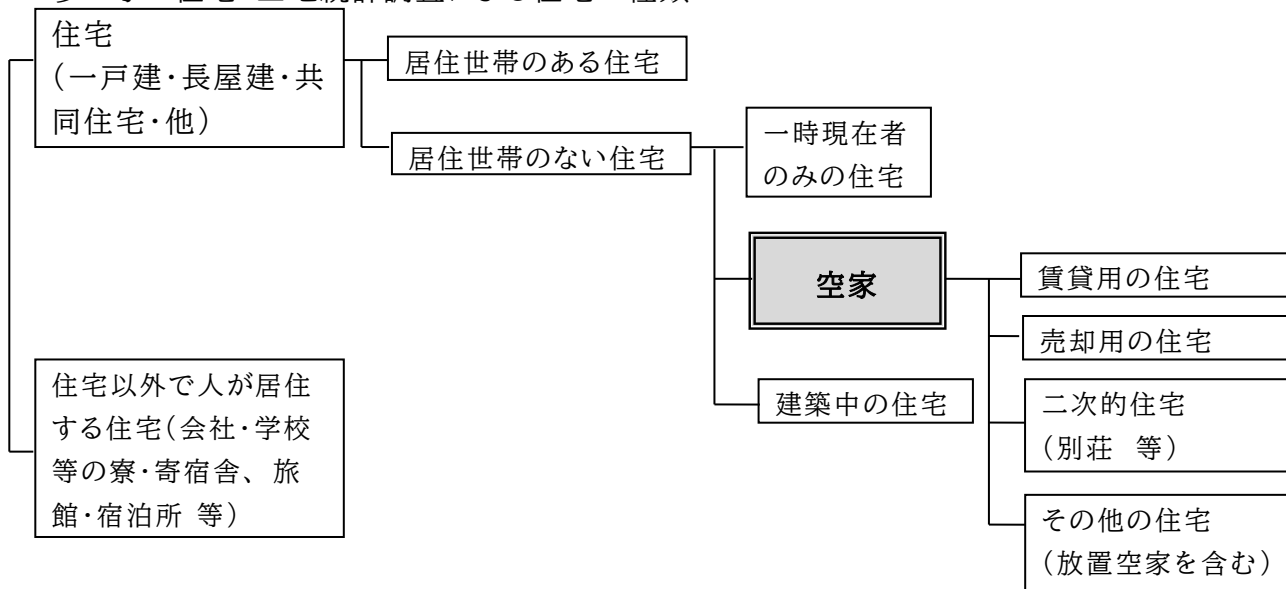 住宅
(一戸建・長屋建・共
同住宅・他)
居住世帯のある住宅
居住世帯のない住宅
一時現在者
のみの住宅
空家
建築中の住宅
賃貸用の住宅
売却用の住宅
二次的住宅
(別荘 等)
その他の住宅
(放置空家を含む)
住宅以外で人が居住
する住宅(会社・学校
等の寮・寄宿舎、旅
館・宿泊所 等)